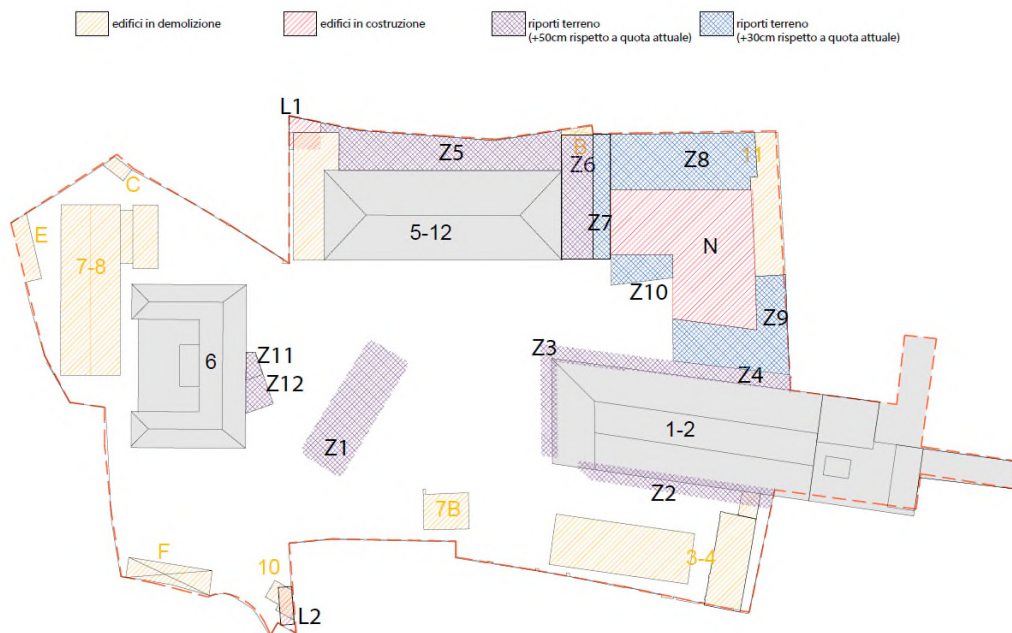 edifici in demolizione
edifici in costruzione
riporti terreno
(+50cm rispetto a quota attuale)
riporti terreno
(+30cm rispetto a quota attuale)
L1
Z5
B
Z6
Z8
11
C
E
7-8
5-12
Z7
N
Z10
Z9
6
Z11
Z12
Z3
Z4
Z1
1-2
Z2
7B
3-4
F
10
L2